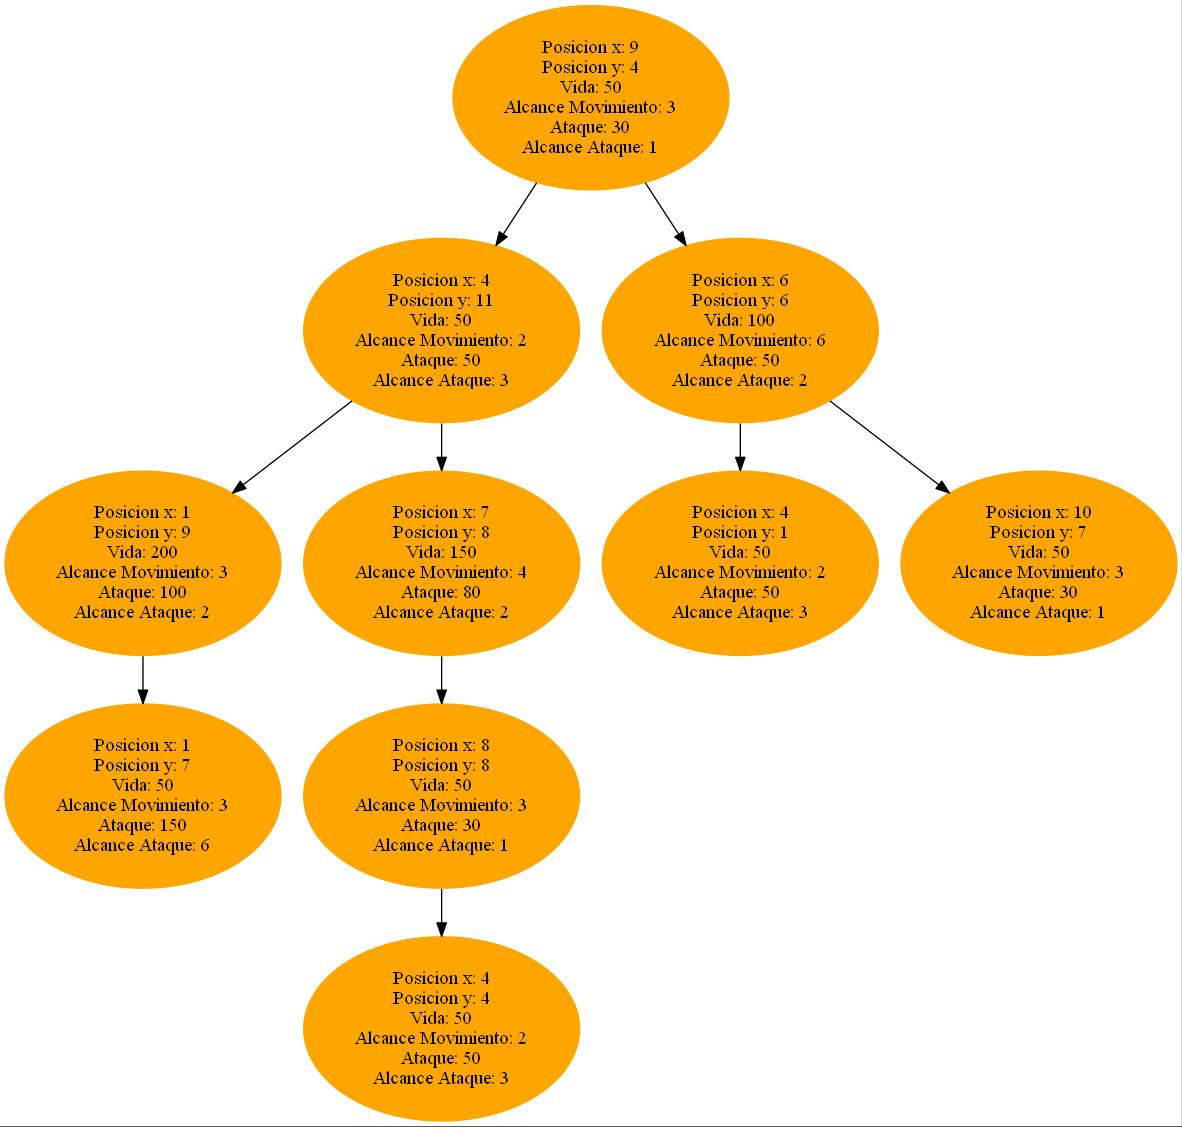 Posicion x: 9
Posicion y: 4
Vida: 50
Alcance Movimiento: 3
Ataque: 30
Alcance Ataque: 1
Posicion x: 4
Posicion y: 11
Vida: 50
Alcance Movimiento: 2
Ataque: 50
Alcance Ataque: 3
Posicion x: 6
Posicion y: 6
Vida: 100
Alcance Movimiento: 6
Ataque: 50
Alcance Ataque: 2
Posicion x: 1
Posicion y: 9
Vida: 200
Alcance Movimiento: 3
Ataque: 100
Alcance Ataque: 2
Posicion x: 7
Posicion y: 8
Vida: 150
Alcance Movimiento: 4
Ataque: 80
Alcance Ataque: 2
Posicion x: 4
Posicion y: 1
Vida: 50
Alcance Movimiento: 2
Ataque: 50
Alcance Ataque: 3
Posicion x: 10
Posicion y: 7
Vida: 50
Alcance Movimiento: 3
Ataque: 30
Alcance Ataque: 1
Posicion x: 1
Posicion y: 7
Vida: 50
Alcance Movimiento: 3
Ataque: 150
Alcance Ataque: 6
Posicion x: 8
Posicion y: 8
Vida: 50
Alcance Movimiento: 3
Ataque: 30
Alcance Ataque: 1
Posicion x: 4
Posicion y: 4
Vida: 50
Alcance Movimiento: 2
Ataque: 50
Alcance Ataque: 3